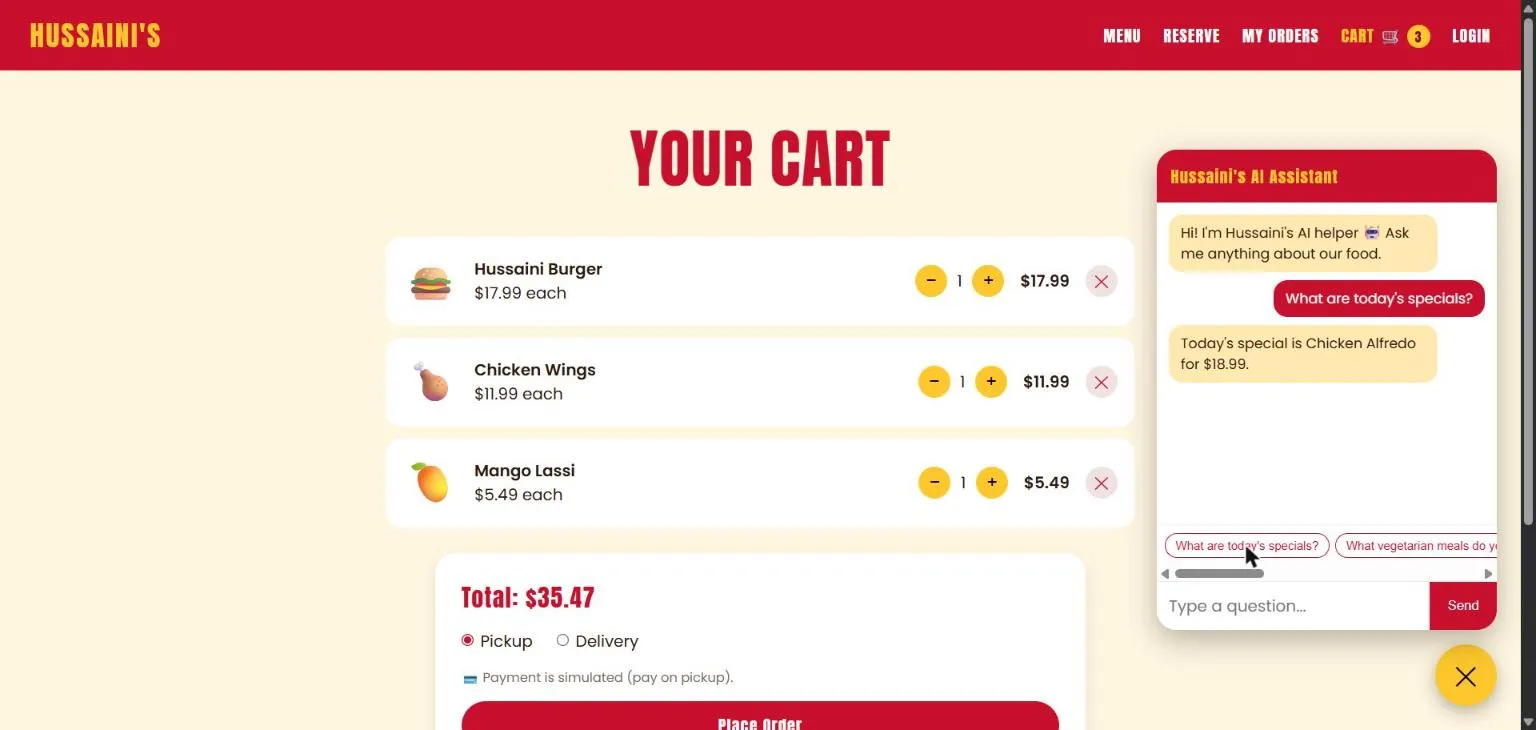 HUSSAINI'S
MENU RESERVE MY ORDERS CART 3 LOGIN
YOUR CART
Hussaini Burger
$17.99 each
− 1 + $17.99
Chicken Wings
$11.99 each
− 1 + $11.99
Mango Lassi
$5.49 each
− 1 + $5.49
Total: $35.47
Pickup Delivery
Payment is simulated (pay on pickup).
Place Order
Hussaini's AI Assistant
Hi! I'm Hussaini's AI helper 🤖 Ask
me anything about our food.
What are today's specials?
Today's special is Chicken Alfredo
for $18.99.
What are today's specials? What vegetarian meals do
Type a question...
Send